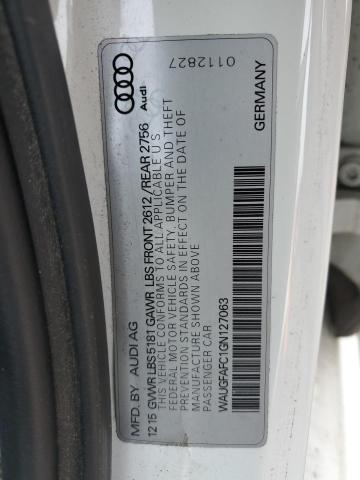 Audi
0112827
MFD. BY AUDI AG
12 15 GWWR LBS 5181 GAWR LBS FRONT 2612 / REAR 2756
THIS VEHICLE CONFORMS TO ALL APPLICABLE U S
FEDERAL MOTOR VEHICLE SAFETY, BUMPER AND THEFT
PREVENTION STANDARDS IN EFFECT ON THE DATE OF
MANUFACTURE SHOWN ABOVE
PASSENGER CAR
WAUGFAFC1GN127063
GERMANY